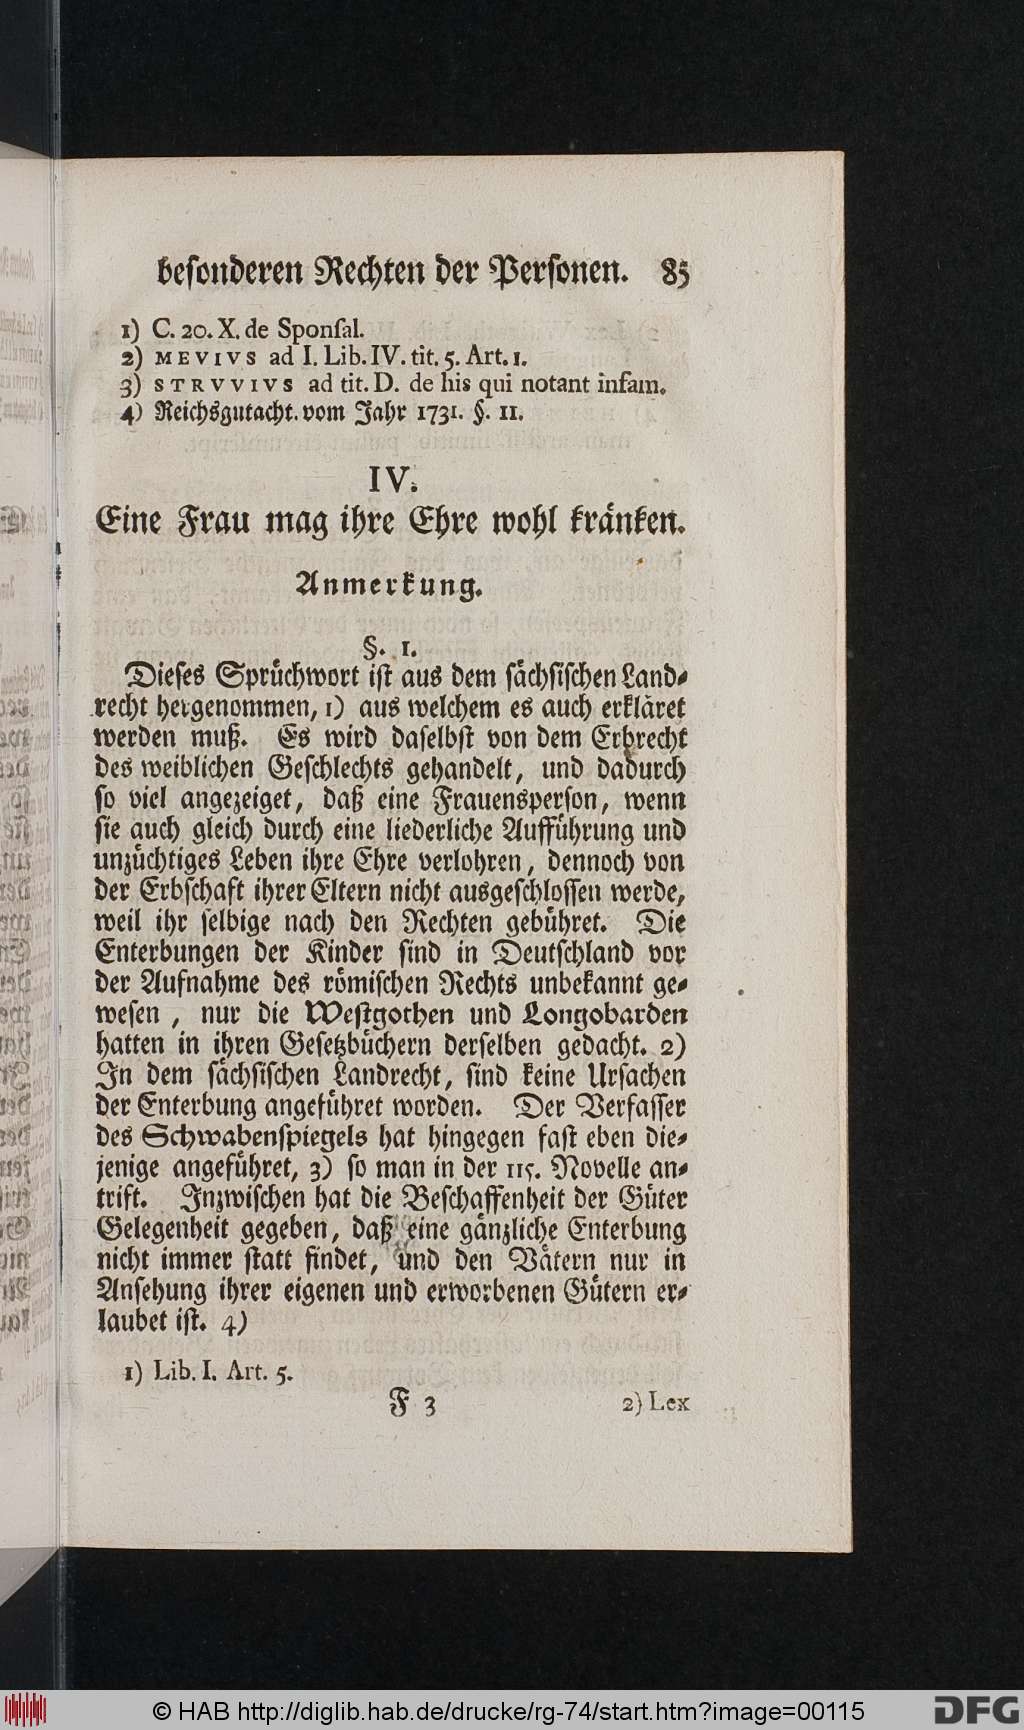 besonderen Rechten der Personen. 85
1) C. 20. X. de Sponsal.
2) MEVIVS ad I. Lib. IV. tit. 5. Art. 1.
3) STRVVIVS ad tit. D. de his qui notant infam.
4) Reichsgutacht. vom Jahr 1731. §. 11.
IV.
Eine Frau mag ihre Ehre wohl kränken.
Anmerkung.
§. 1.
Dieses Sprüchwort ist aus dem sächsischen Land-
recht hergenommen, 1) aus welchem es auch erkläret
werden muß. Es wird daselbst von dem Erbrecht
des weiblichen Geschlechts gehandelt, und dadurch
so viel angezeiget, daß eine Frauensperson, wenn
sie auch gleich durch eine liederliche Aufführung und
unzüchtiges Leben ihre Ehre verlohren, dennoch von
der Erbschaft ihrer Eltern nicht ausgeschlossen werde,
weil ihr selbige nach den Rechten gebühret. Die
Enterbungen der Kinder sind in Deutschland vor
der Aufnahme des römischen Rechts unbekannt ge-
wesen, nur die Westgothen und Longobarden
hatten in ihren Gesetzbüchern derselben gedacht. 2)
In dem sächsischen Landrecht, sind keine Ursachen
der Enterbung angeführet worden. Der Verfasser
des Schwabenspiegels hat hingegen fast eben die-
jenige angeführet, 3) so man in der 115. Novelle an-
trift. Inzwischen hat die Beschaffenheit der Güter
Gelegenheit gegeben, daß eine gänzliche Enterbung
nicht immer statt findet, und den Vätern nur in
Ansehung ihrer eigenen und erworbenen Gütern er-
laubet ist. 4)
1) Lib. I. Art. 5.
F 3 2) Lex
© HAB http://diglib.hab.de/drucke/rg-74/start.htm?image=00115
DFG